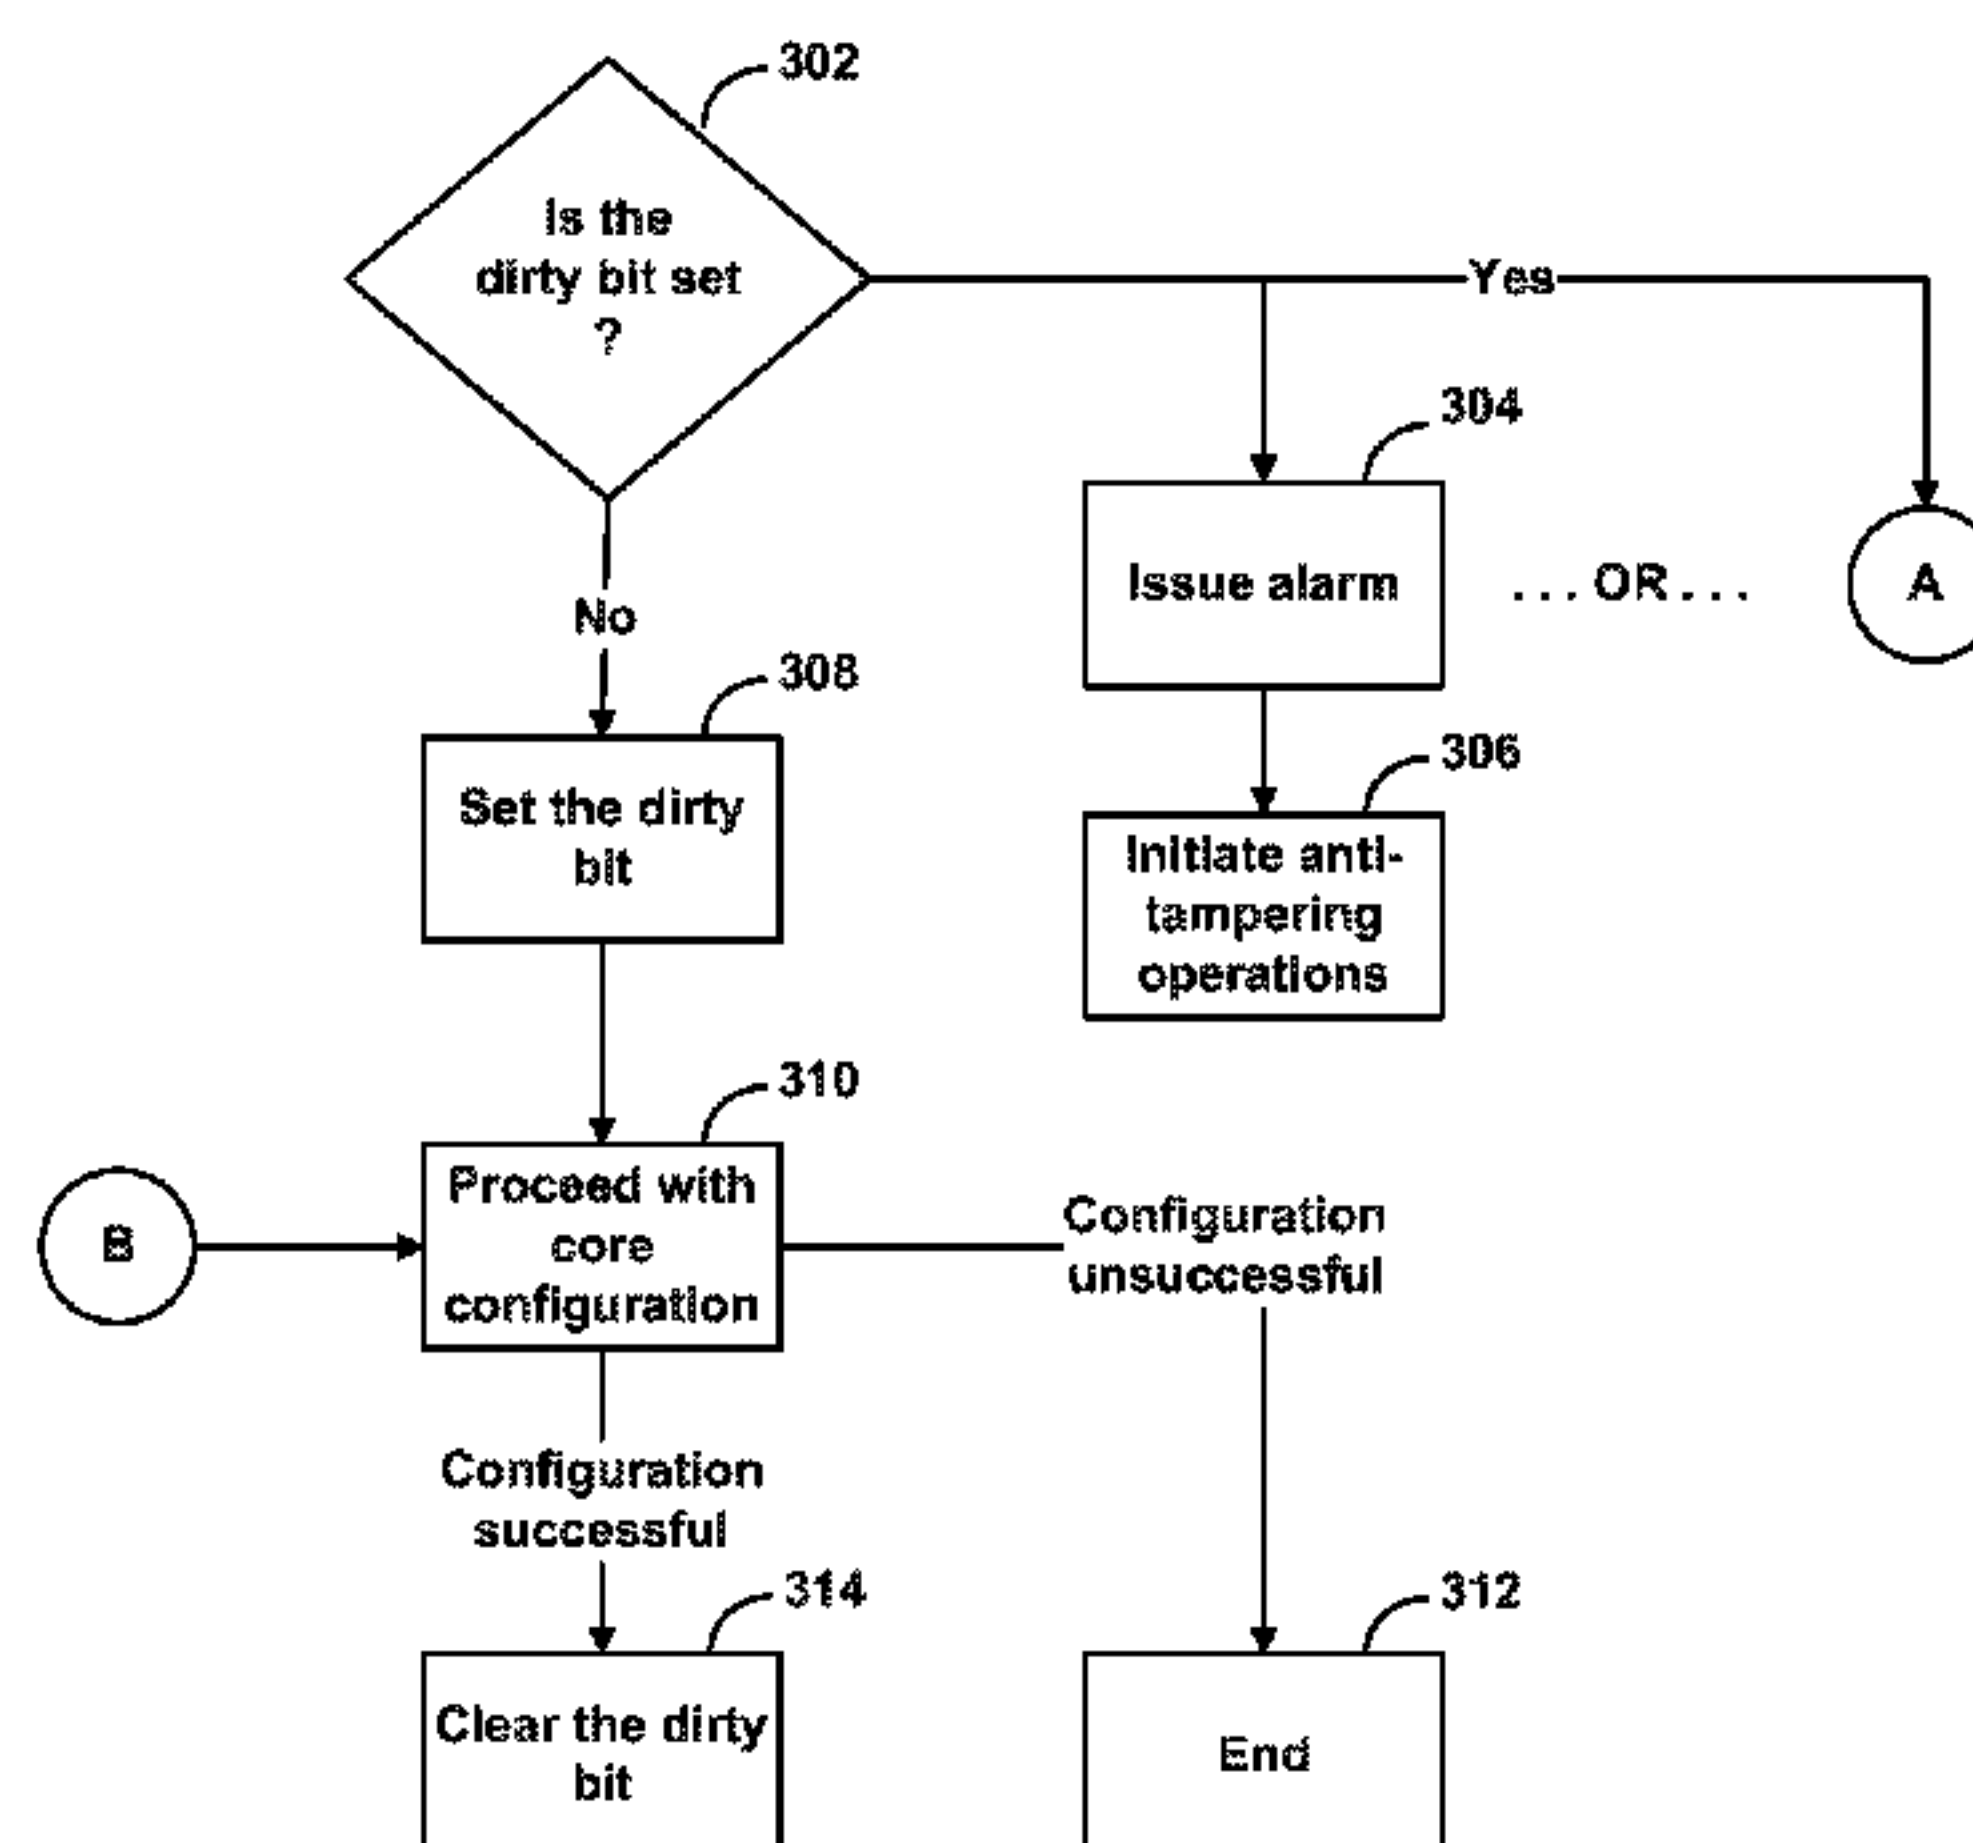 302
Is the
dirty bit set
?
Yes
304
Issue alarm
... OR ...
A
No
308
Set the dirty
bit
306
Initiate anti-
tampering
operations
310
B
Proceed with
core
configuration
Configuration
unsuccessful
Configuration
successful
314
Clear the dirty
bit
312
End